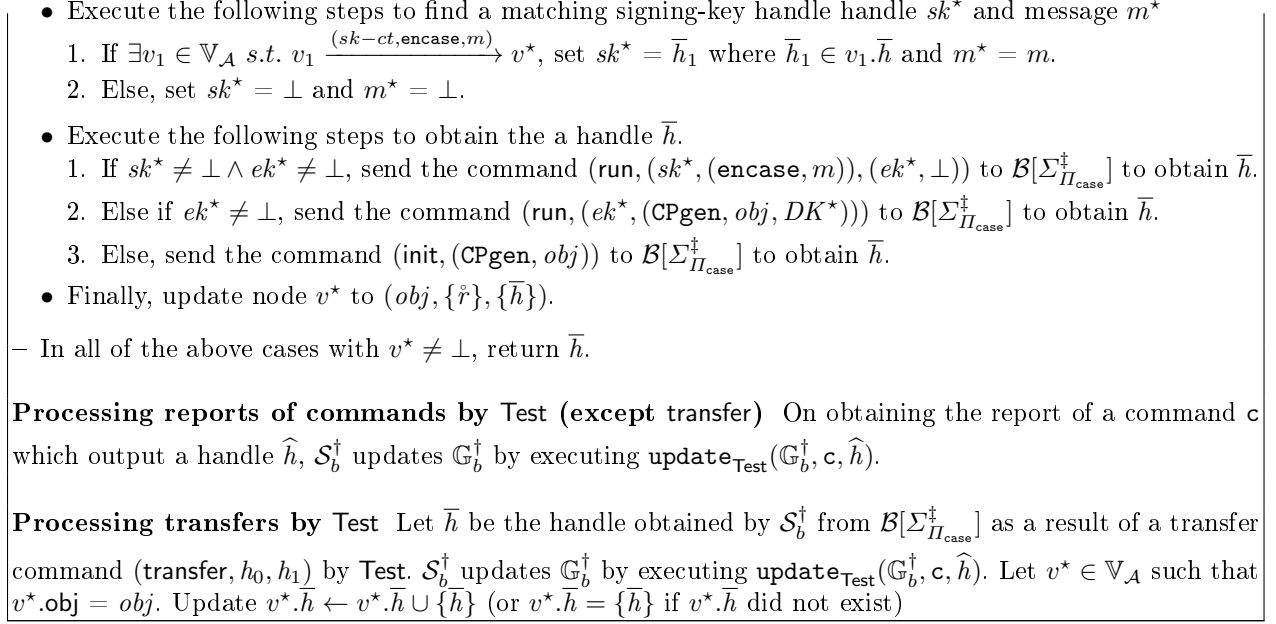 • Execute the following steps to find a matching signing-key handle handle sk⋆ and message m⋆
1. If ∃v₁ ∈ 𝕍_𝒜 s.t. v₁ —(sk−ct,encase,m)→ v⋆, set sk⋆ = h̅₁ where h̅₁ ∈ v₁.h̅ and m⋆ = m.
2. Else, set sk⋆ = ⊥ and m⋆ = ⊥.
• Execute the following steps to obtain the a handle h̅.
1. If sk⋆ ≠ ⊥ ∧ ek⋆ ≠ ⊥, send the command (run, (sk⋆, (encase, m)), (ek⋆, ⊥)) to ℬ[Σ‡_Π_case] to obtain h̅.
2. Else if ek⋆ ≠ ⊥, send the command (run, (ek⋆, (CPgen, obj, DK⋆))) to ℬ[Σ‡_Π_case] to obtain h̅.
3. Else, send the command (init, (CPgen, obj)) to ℬ[Σ‡_Π_case] to obtain h̅.
• Finally, update node v⋆ to (obj, {r̊}, {h̅}).
– In all of the above cases with v⋆ ≠ ⊥, return h̅.
Processing reports of commands by Test (except transfer) On obtaining the report of a command c
which output a handle ĥ, 𝒮†_b updates 𝔾†_b by executing update_Test(𝔾†_b, c, ĥ).
Processing transfers by Test Let h̅ be the handle obtained by 𝒮†_b from ℬ[Σ‡_Π_case] as a result of a transfer
command (transfer, h₀, h₁) by Test. 𝒮†_b updates 𝔾†_b by executing update_Test(𝔾†_b, c, ĥ). Let v⋆ ∈ 𝕍_𝒜 such that
v⋆.obj = obj. Update v⋆.h̅ ← v⋆.h̅ ∪ {h̅} (or v⋆.h̅ = {h̅} if v⋆.h̅ did not exist)